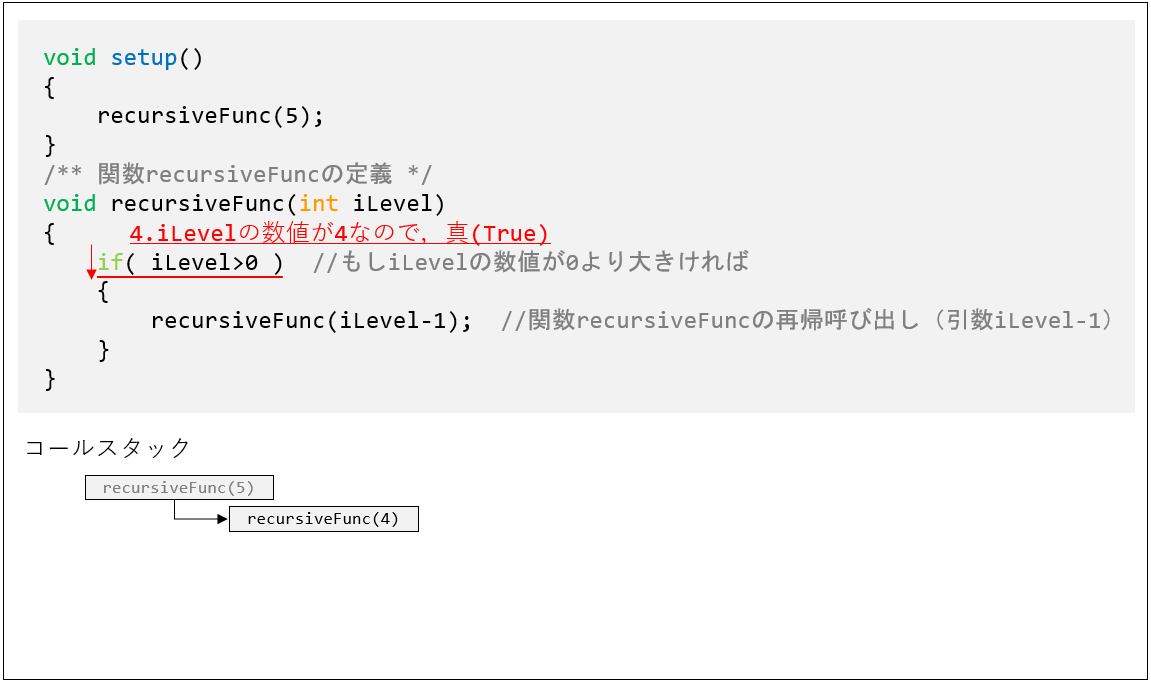 void setup()
{
recursiveFunc(5);
}
/** 関数recursiveFuncの定義 */
void recursiveFunc(int iLevel)
{ 4.iLevelの数値が4なので，真(True)
if( iLevel>0 ) //もしiLevelの数値が0より大きければ
{
recursiveFunc(iLevel-1); //関数recursiveFuncの再帰呼び出し（引数iLevel-1）
}
}
コールスタック
recursiveFunc(5)
recursiveFunc(4)